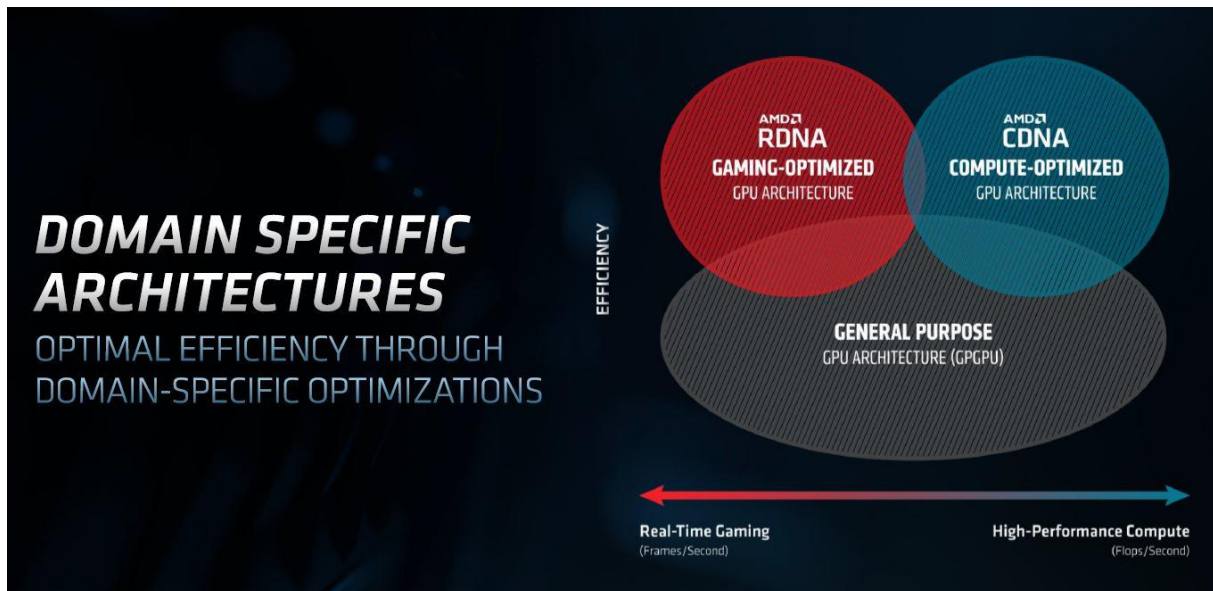 DOMAIN SPECIFIC
ARCHITECTURES
OPTIMAL EFFICIENCY THROUGH
DOMAIN-SPECIFIC OPTIMIZATIONS
EFFICIENCY
AMD
RDNA
GAMING-OPTIMIZED
GPU ARCHITECTURE
AMD
CDNA
COMPUTE-OPTIMIZED
GPU ARCHITECTURE
GENERAL PURPOSE
GPU ARCHITECTURE (GPGPU)
Real-Time Gaming
(Frames/Second)
High-Performance Compute
(Flops/Second)